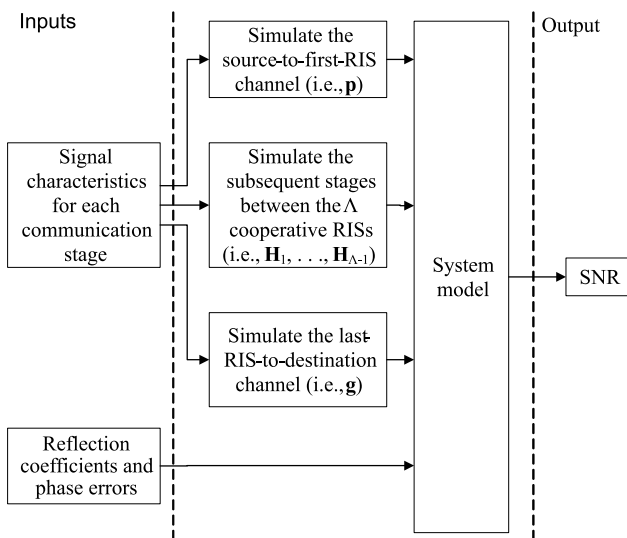 Inputs
Output
Simulate the
source-to-first-RIS
channel (i.e., p)
Signal
characteristics
for each
communication
stage
Simulate the
subsequent stages
between the Λ
cooperative RISs
(i.e., H1, . . ., HΛ-1)
System
model
SNR
Simulate the last-
RIS-to-destination
channel (i.e., g)
Reflection
coefficients and
phase errors